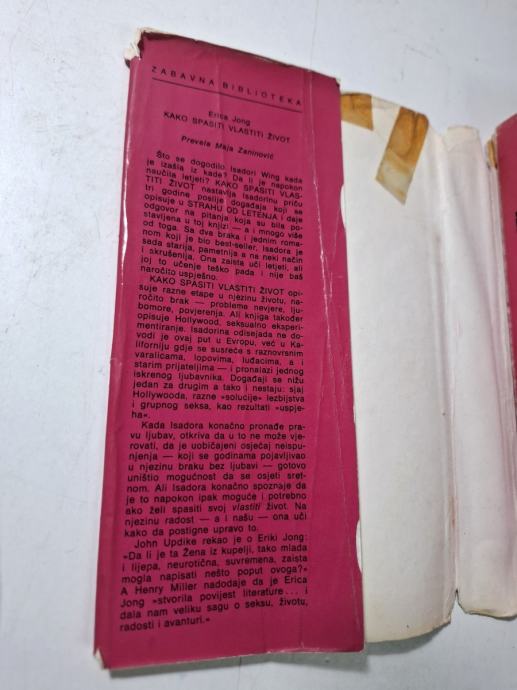 ZABAVNA BIBLIOTEKA
Erica Jong
KAKO SPASITI VLASTITI ŽIVOT
Prevela Maja Zaninović
Što se dogodilo Isadori Wing kada
je izašla iz kade? Da li je napokon
naučila letjeti? KAKO SPASITI VLAS-
TITI ŽIVOT nastavlja Isadorinu priču
tri godine poslije događaja koji se
opisuje u STRAHU OD LETENJA i daje
odgovor na pitanja koja su bila po-
stavljena u toj knjizi — a i mnogo više
od toga. Sa dva braka i jednim roma-
nom koji je bio best-seller, Isadora je
sada starija, pametnija a na neki način
i skrušenija. Ona zaista uči letjeti, ali
joj to učenje teško pada i nije baš
naročito uspješno.
KAKO SPASITI VLASTITI ŽIVOT opi-
suje razne etape u njezinu životu, na-
ročito brak — probleme nevjere, lju-
bomore, povjerenja. Ali knjiga također
opisuje Hollywood, seksualno eksperi-
mentiranje. Isadorina odisejada ne do-
vodi je ovaj put u Evropu, već u Ka-
liforniju gdje se susreće s raznovrsnim
varalicama, lopovima, luđacima, a i
starim prijateljima — i pronalazi jednog
iskrenog ljubavnika. Događaji se nižu
jedan za drugim a tako i nestaju: sjaj
Hollywooda, razne »solucije« lezbijstva
i grupnog seksa, kao rezultati »uspje-
ha«.
Kada Isadora konačno pronađe pra-
vu ljubav, otkriva da u to ne može vje-
rovati, da je uobičajeni osjećaj neispu-
njenja — koji se godinama pojavljivao
u njezinu braku bez ljubavi — gotovo
uništio mogućnost da se osjeti sret-
nom. Ali Isadora konačno spoznaje da
je to napokon ipak moguće i potrebno
ako želi spasiti svoj vlastiti život. Na
njezinu radost — a i našu — ona uči
kako da postigne upravo to.
John Updike rekao je o Eriki Jong:
»Da li je ta Žena iz kupelji, tako mlada
i lijepa, neurotična, suvremena, zaista
mogla napisati nešto poput ovoga?«
A Henry Miller nadodaje da je Erica
Jong »stvorila povijest literature... i
dala nam veliku sagu o seksu, životu,
radosti i avanturi.«